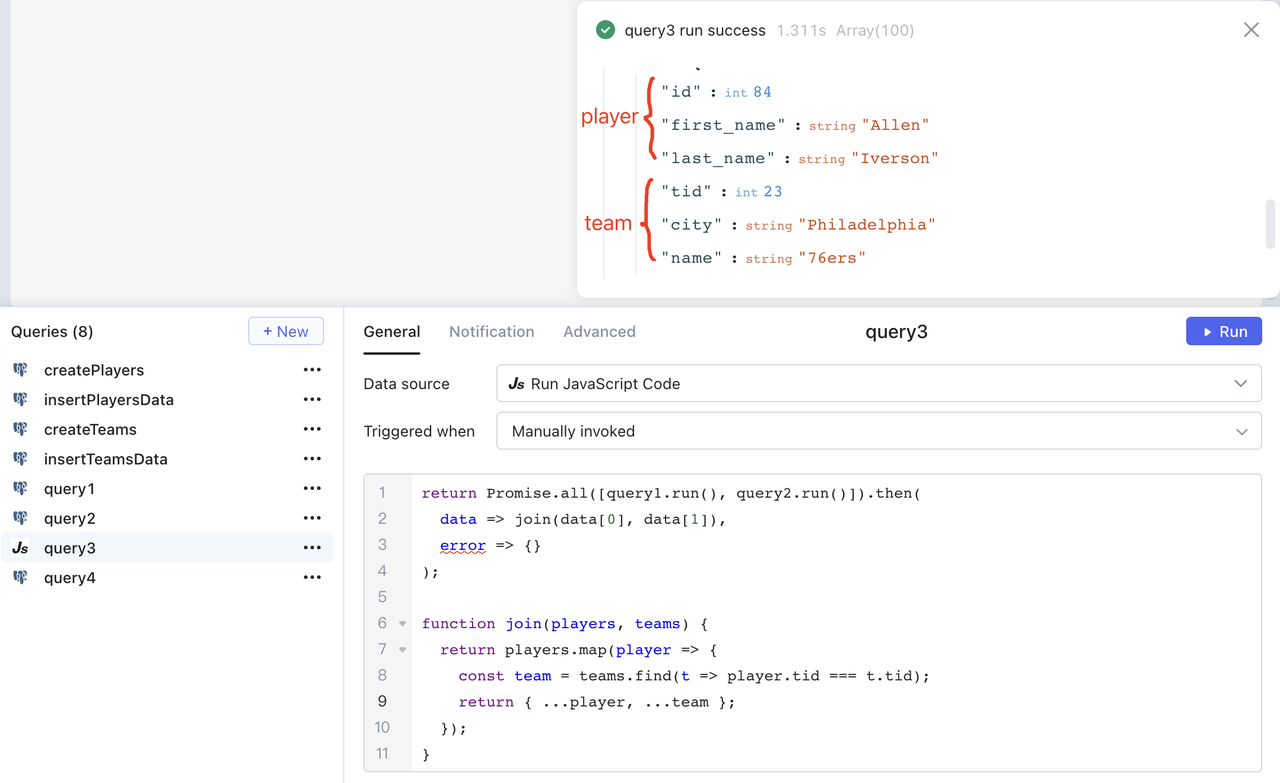 query3 run success 1.311s Array(100)
"id" : int 84
player
"first_name" : string "Allen"
"last_name" : string "Iverson"
"tid" : int 23
team
"city" : string "Philadelphia"
"name" : string "76ers"
Queries (8)
+ New
createPlayers
insertPlayersData
createTeams
insertTeamsData
query1
query2
Js query3
query4
General Notification Advanced
query3
Run
Data source
Js Run JavaScript Code
Triggered when
Manually invoked
1 return Promise.all([query1.run(), query2.run()]).then(
2 data => join(data[0], data[1]),
3 error => {}
4 );
5
6 function join(players, teams) {
7 return players.map(player => {
8 const team = teams.find(t => player.tid === t.tid);
9 return { ...player, ...team };
10 });
11 }